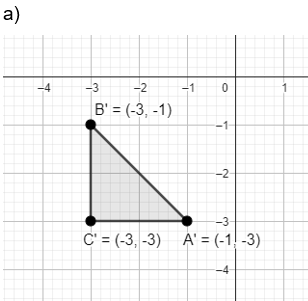 a)
-4 -3 -2 -1 0 1
B' = (-3, -1)
-1
-2
-3
C' = (-3, -3) A' = (-1, -3)
-4